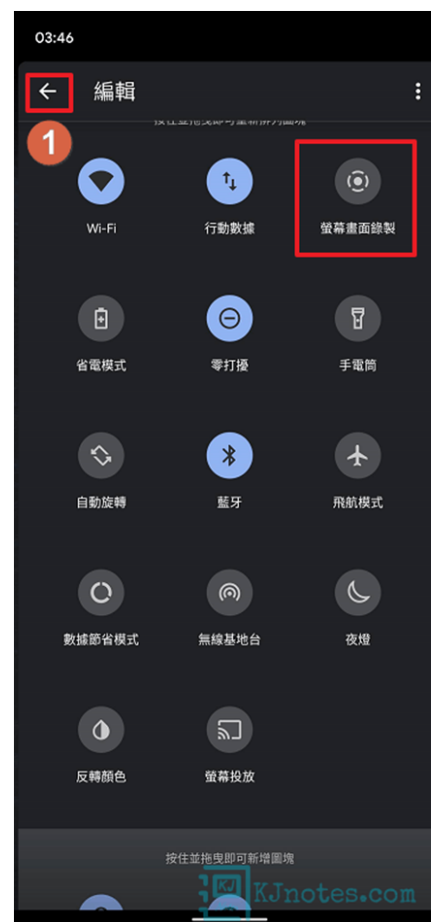 03:46
編輯
按住並拖曳即可重新排列圖塊
1
Wi-Fi
行動數據
螢幕畫面錄製
省電模式
零打擾
手電筒
自動旋轉
藍牙
飛航模式
數據節省模式
無線基地台
夜燈
反轉顏色
螢幕投放
按住並拖曳即可新增圖塊
KJ KJnotes.com